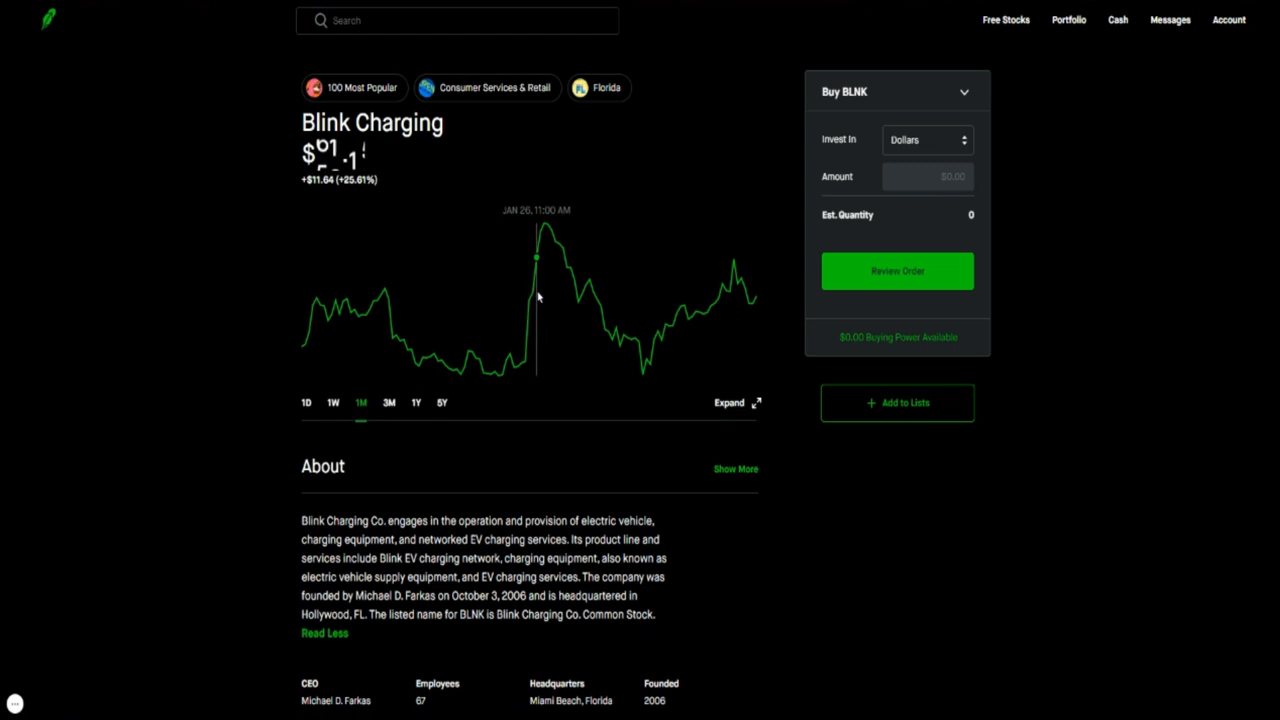 Search
Free Stocks Portfolio Cash Messages Account
100 Most Popular Consumer Services & Retail Florida
Blink Charging
+$11.64 (+25.61%)
JAN 26, 11:00 AM
1D 1W 1M 3M 1Y 5Y
Expand
Buy BLNK
Invest In Dollars
Amount $0.00
Est. Quantity 0
Review Order
$0.00 Buying Power Available
+ Add to Lists
About
Show More
Blink Charging Co. engages in the operation and provision of electric vehicle,
charging equipment, and networked EV charging services. Its product line and
services include Blink EV charging network, charging equipment, also known as
electric vehicle supply equipment, and EV charging services. The company was
founded by Michael D. Farkas on October 3, 2006 and is headquartered in
Hollywood, FL. The listed name for BLNK is Blink Charging Co. Common Stock.
Read Less
CEO Employees Headquarters Founded
Michael D. Farkas 67 Miami Beach, Florida 2006